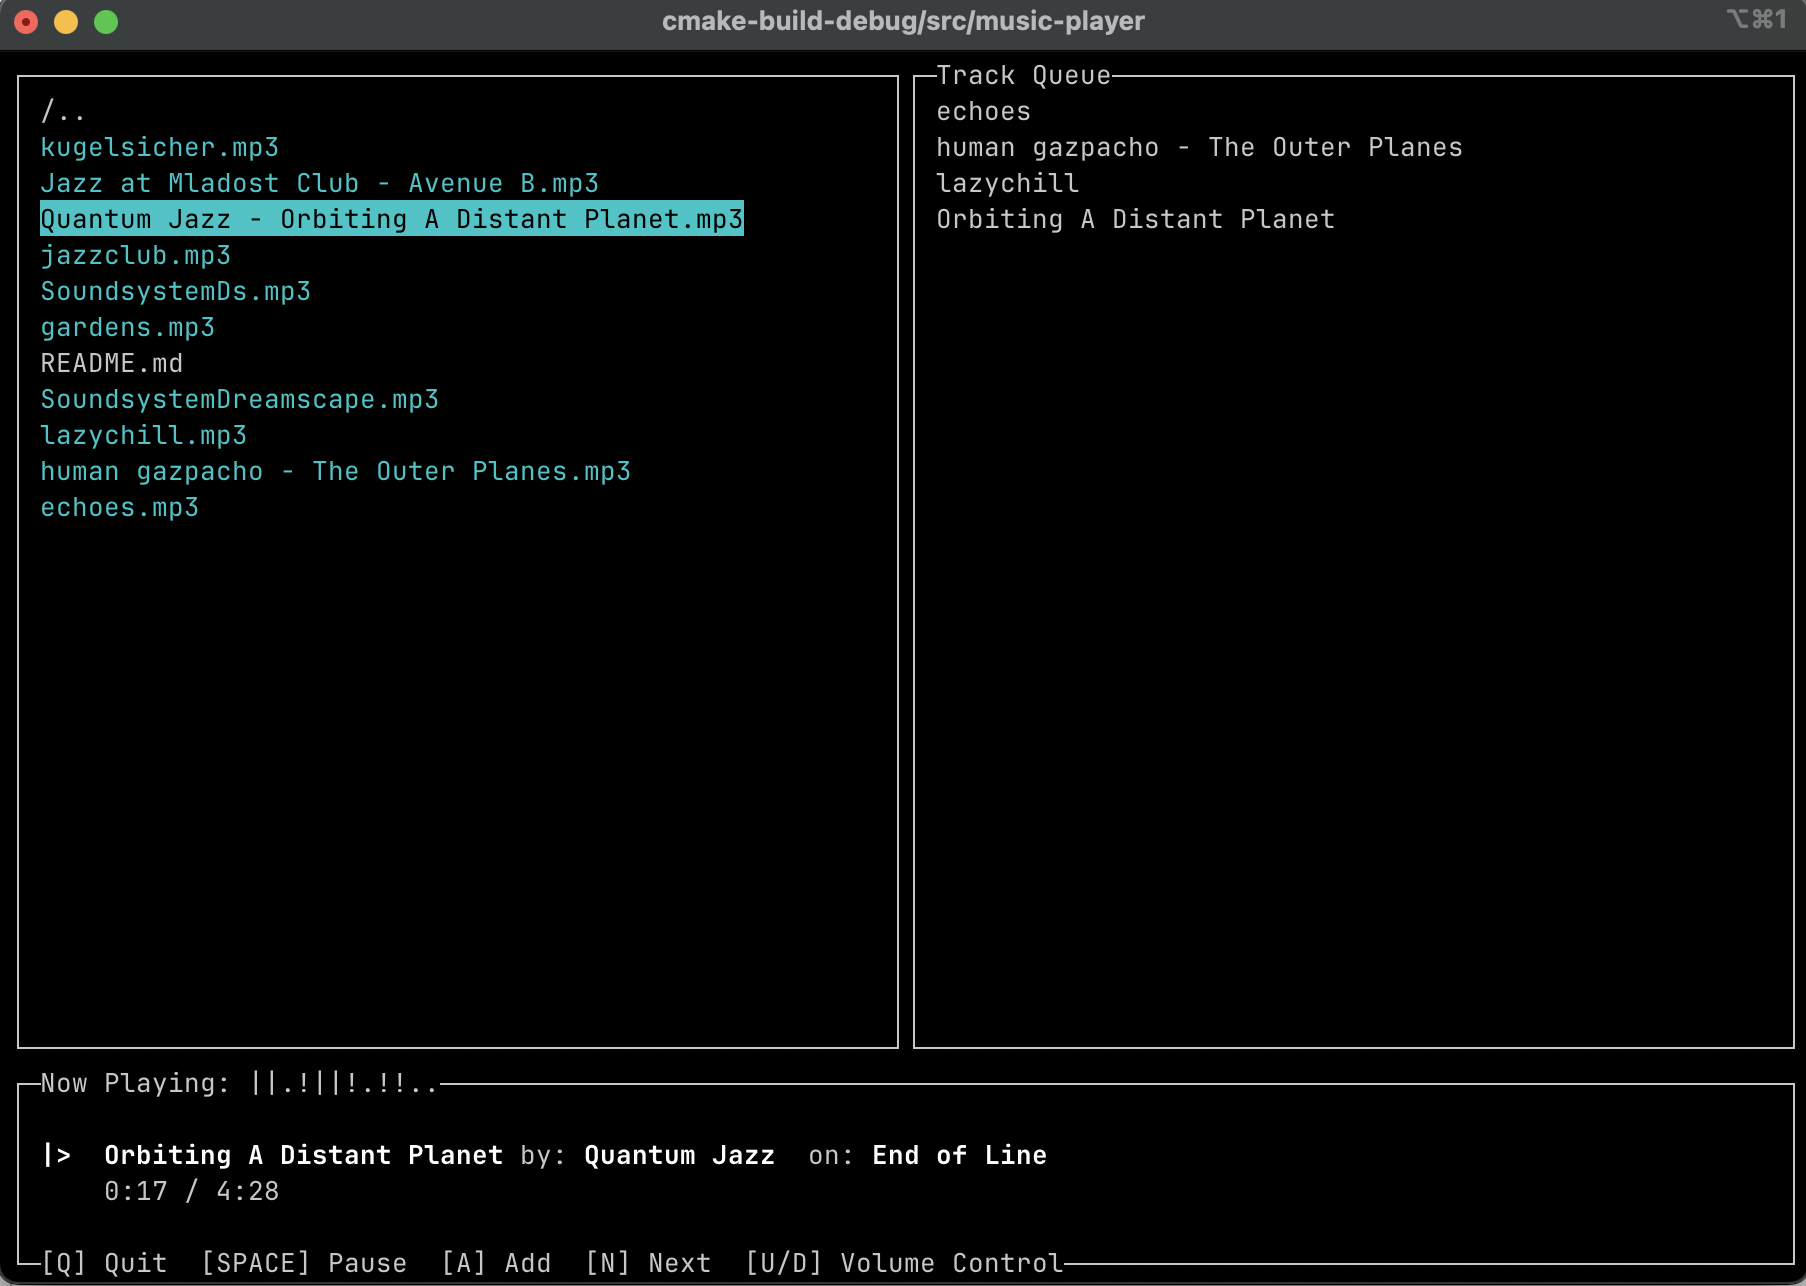 cmake-build-debug/src/music-player
⌥⌘1
/..
kugelsicher.mp3
Jazz at Mladost Club - Avenue B.mp3
Quantum Jazz - Orbiting A Distant Planet.mp3
jazzclub.mp3
SoundsystemDs.mp3
gardens.mp3
README.md
SoundsystemDreamscape.mp3
lazychill.mp3
human gazpacho - The Outer Planes.mp3
echoes.mp3
Track Queue
echoes
human gazpacho - The Outer Planes
lazychill
Orbiting A Distant Planet
Now Playing: ||.!||!.!!..
|> Orbiting A Distant Planet by: Quantum Jazz on: End of Line
0:17 / 4:28
[Q] Quit [SPACE] Pause [A] Add [N] Next [U/D] Volume Control